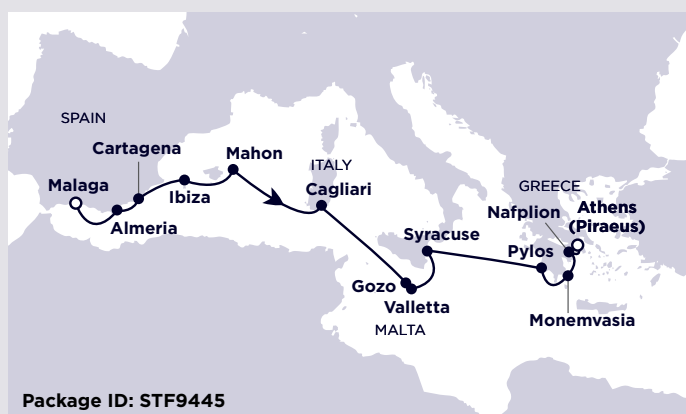 SPAIN
Cartagena
Mahon
ITALY
Malaga
Cagliari
Ibiza
Almeria
GREECE
Nafplion
Athens
(Piraeus)
Syracuse
Pylos
Gozo
Valletta
Monemvasia
MALTA
Package ID: STF9445